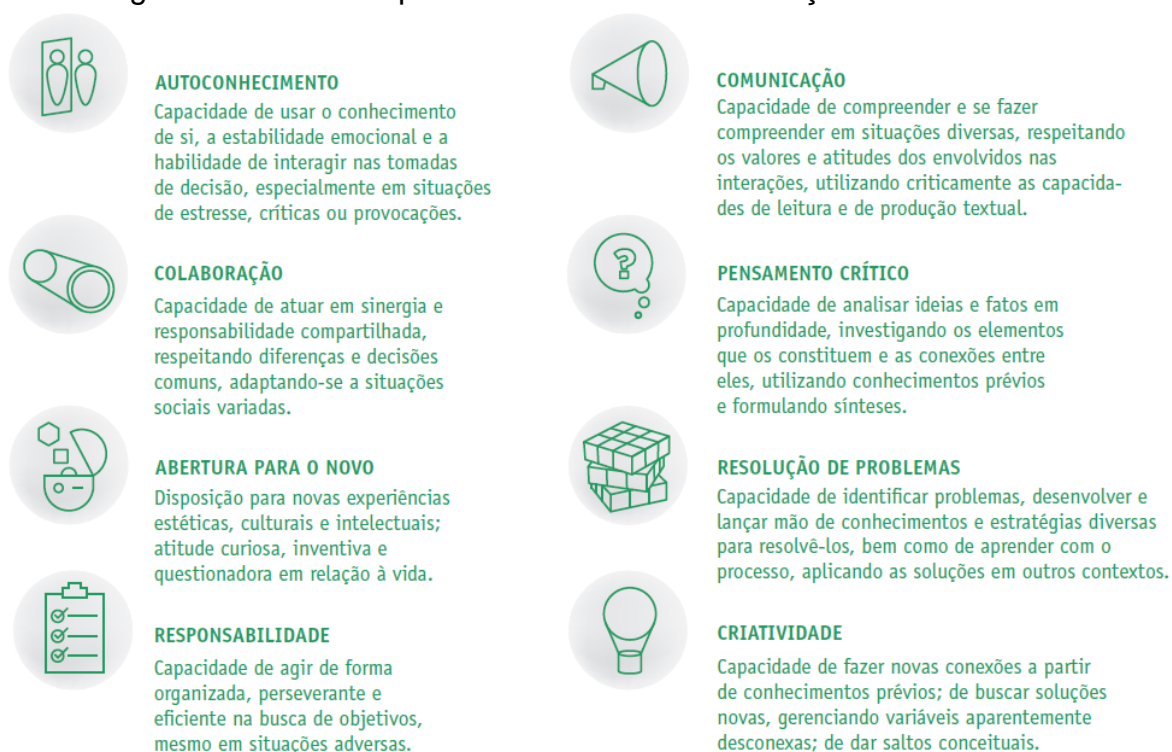 AUTOCONHECIMENTO
Capacidade de usar o conhecimento
de si, a estabilidade emocional e a
habilidade de interagir nas tomadas
de decisão, especialmente em situações
de estresse, críticas ou provocações.
COLABORAÇÃO
Capacidade de atuar em sinergia e
responsabilidade compartilhada,
respeitando diferenças e decisões
comuns, adaptando-se a situações
sociais variadas.
ABERTURA PARA O NOVO
Disposição para novas experiências
estéticas, culturais e intelectuais;
atitude curiosa, inventiva e
questionadora em relação à vida.
RESPONSABILIDADE
Capacidade de agir de forma
organizada, perseverante e
eficiente na busca de objetivos,
mesmo em situações adversas.
COMUNICAÇÃO
Capacidade de compreender e se fazer
compreender em situações diversas, respeitando
os valores e atitudes dos envolvidos nas
interações, utilizando criticamente as capacida-
des de leitura e de produção textual.
?
PENSAMENTO CRÍTICO
Capacidade de analisar ideias e fatos em
profundidade, investigando os elementos
que os constituem e as conexões entre
eles, utilizando conhecimentos prévios
e formulando sínteses.
RESOLUÇÃO DE PROBLEMAS
Capacidade de identificar problemas, desenvolver e
lançar mão de conhecimentos e estratégias diversas
para resolvê-los, bem como de aprender com o
processo, aplicando as soluções em outros contextos.
CRIATIVIDADE
Capacidade de fazer novas conexões a partir
de conhecimentos prévios; de buscar soluções
novas, gerenciando variáveis aparentemente
desconexas; de dar saltos conceituais.